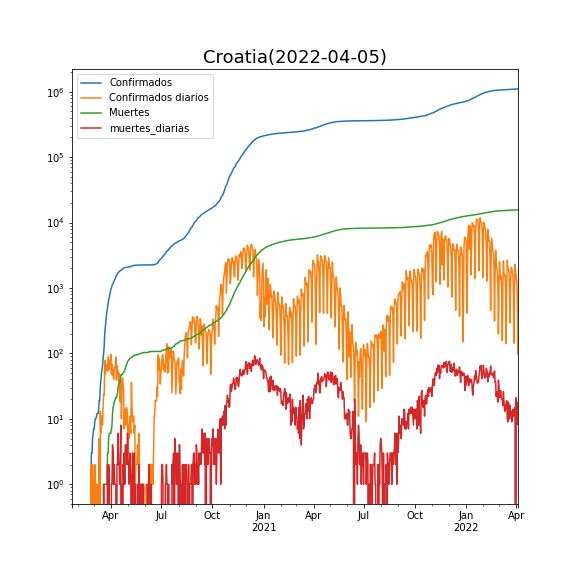 Croatia(2022-04-05)
Confirmados
Confirmados diarios
Muertes
muertes_diarias
10⁶
10⁵
10⁴
10³
10²
10¹
10⁰
Apr Jul Oct Jan Apr Jul Oct Jan Apr
2021 2022